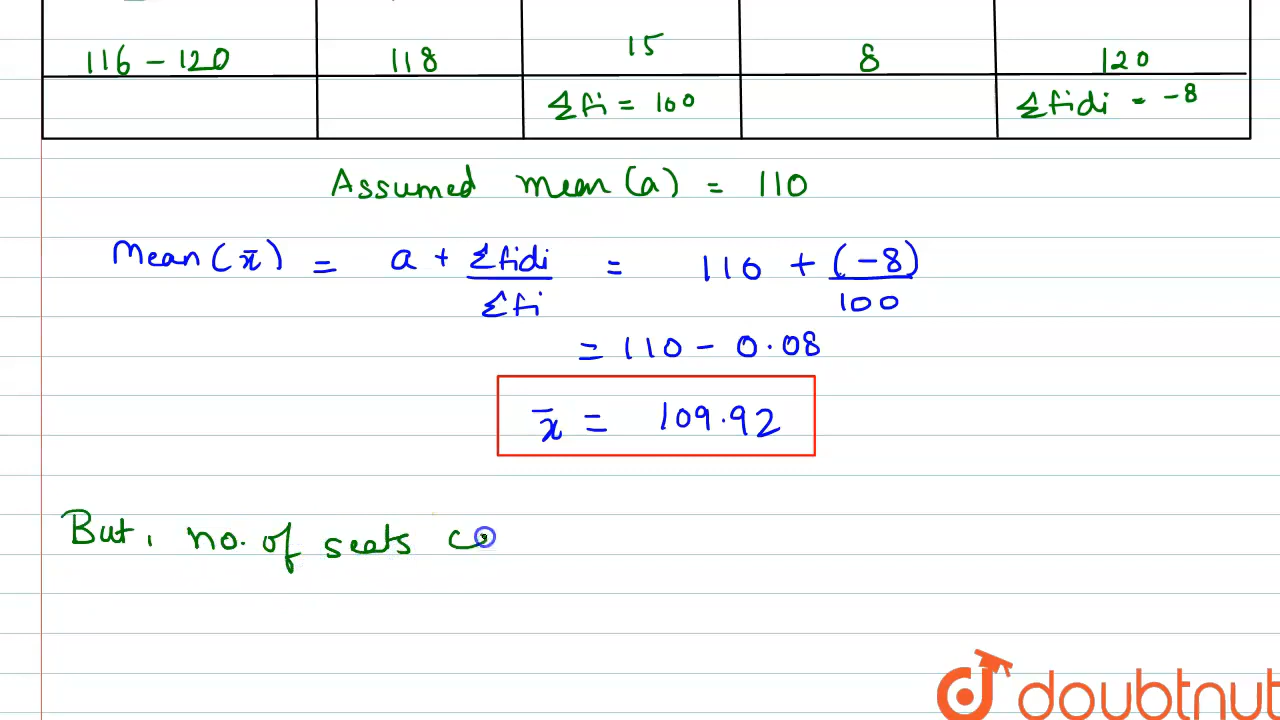 116 - 120 118 15 8 120
Σfi = 100 Σfidi = -8
Assumed mean (a) = 110
Mean (x̄) = a + Σfidi / Σfi = 110 + (-8) / 100
= 110 - 0.08
x̄ = 109.92
But, no. of seats
doubtnut